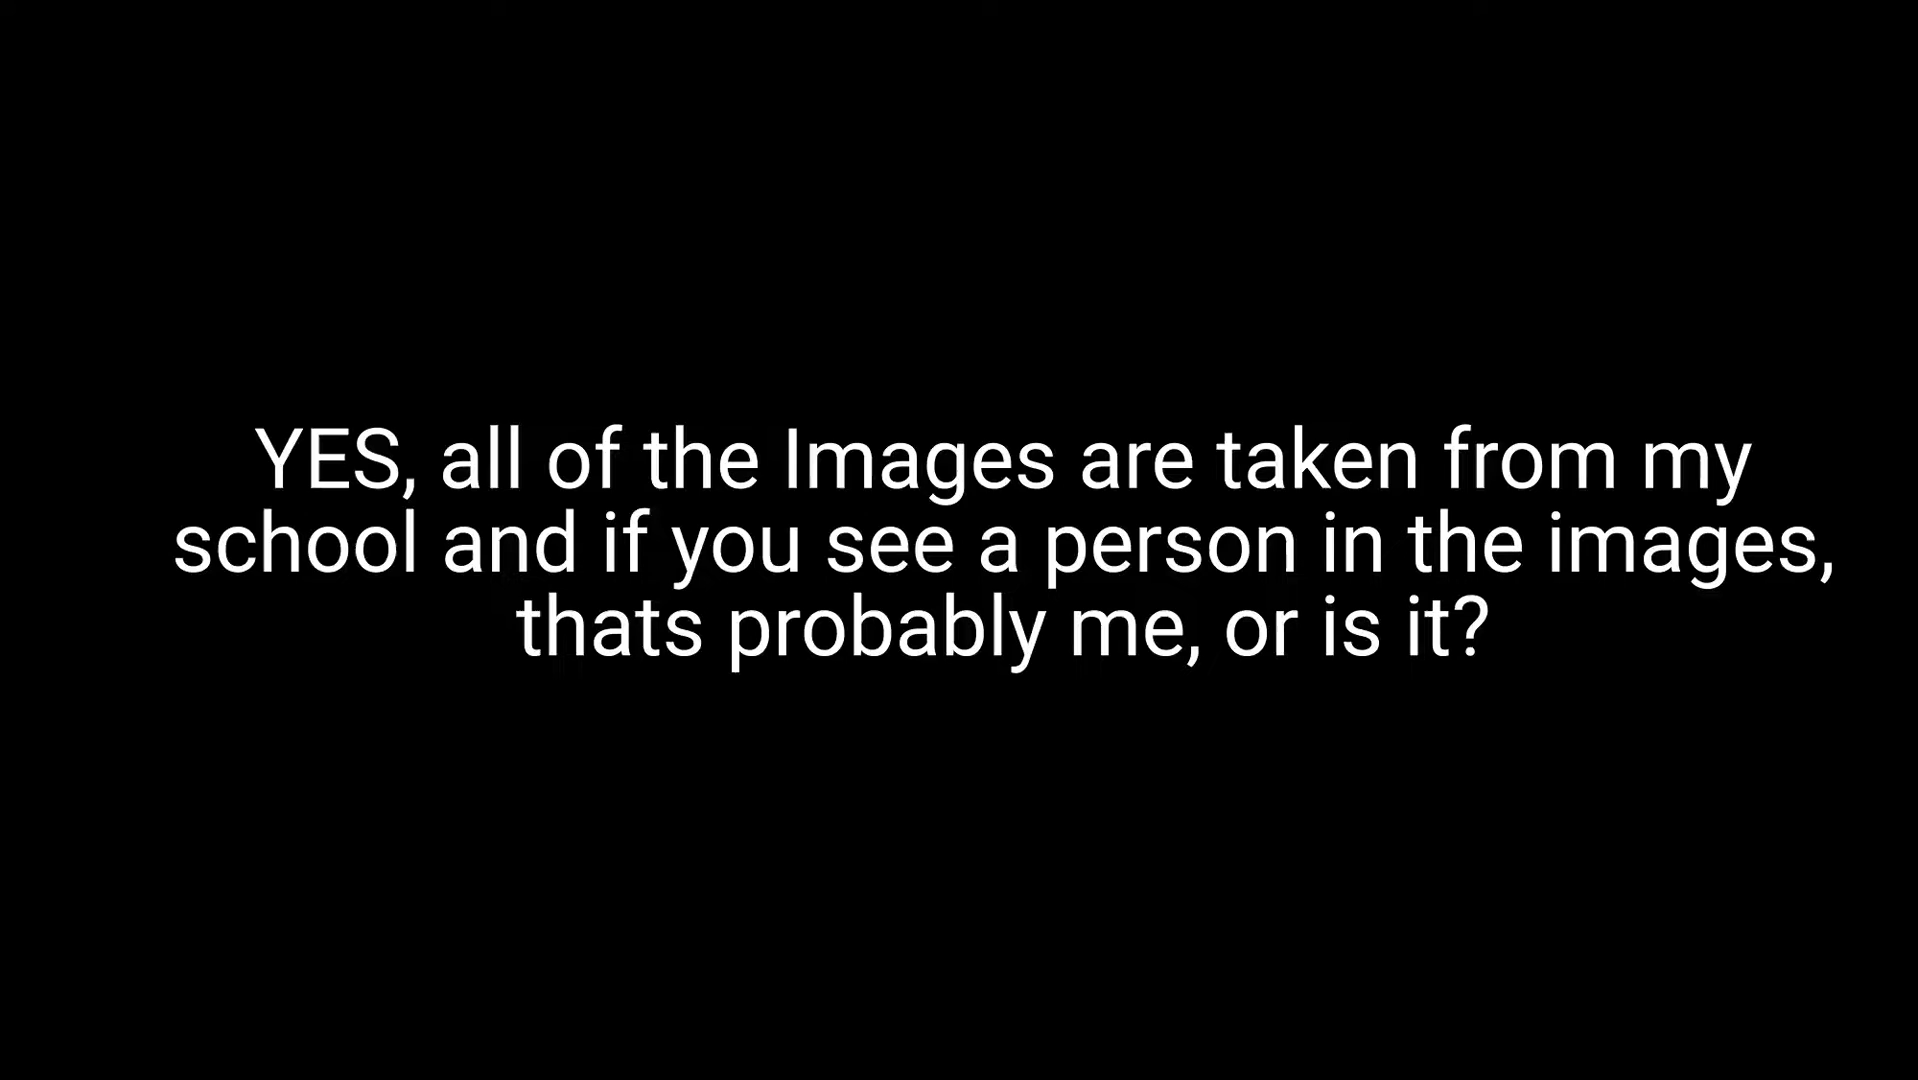 YES, all of the Images are taken from my
school and if you see a person in the images,
thats probably me, or is it?